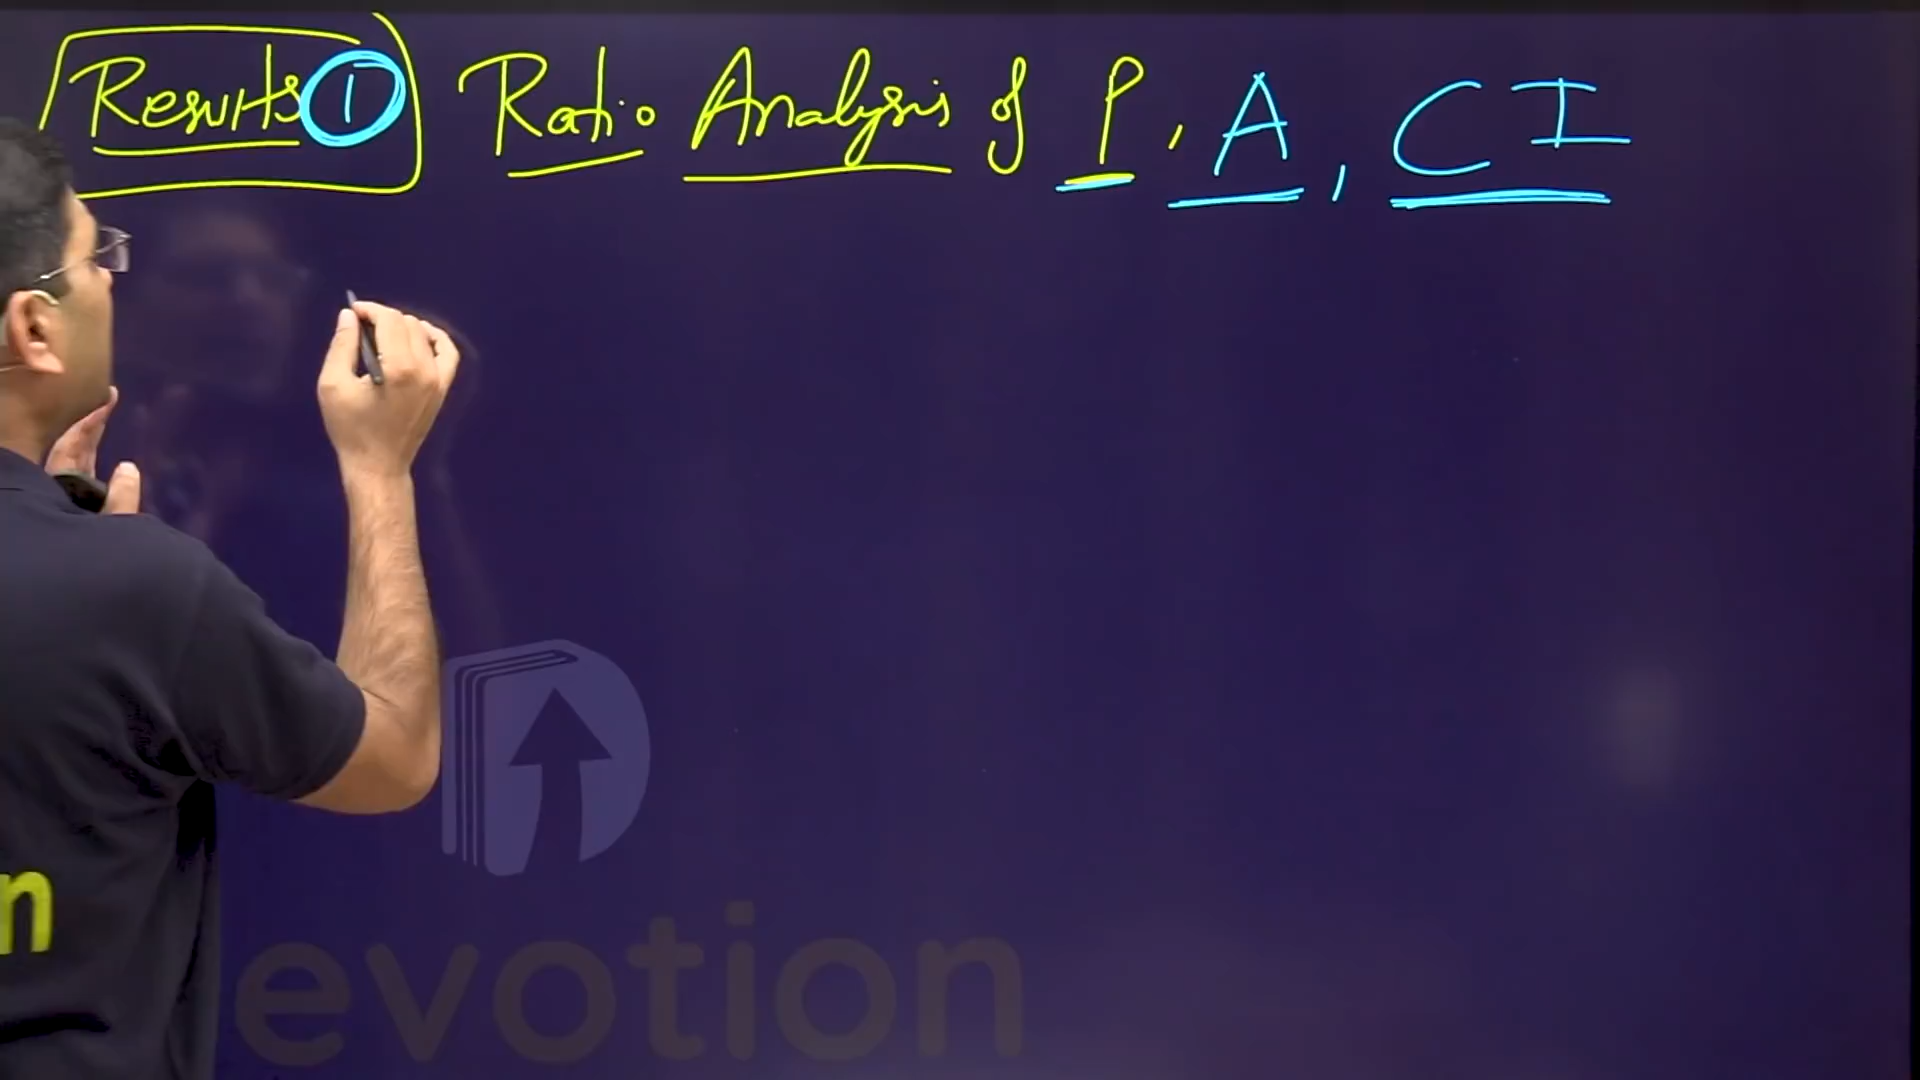 Results 1 Ratio Analysis of P, A, CI
evotion
n